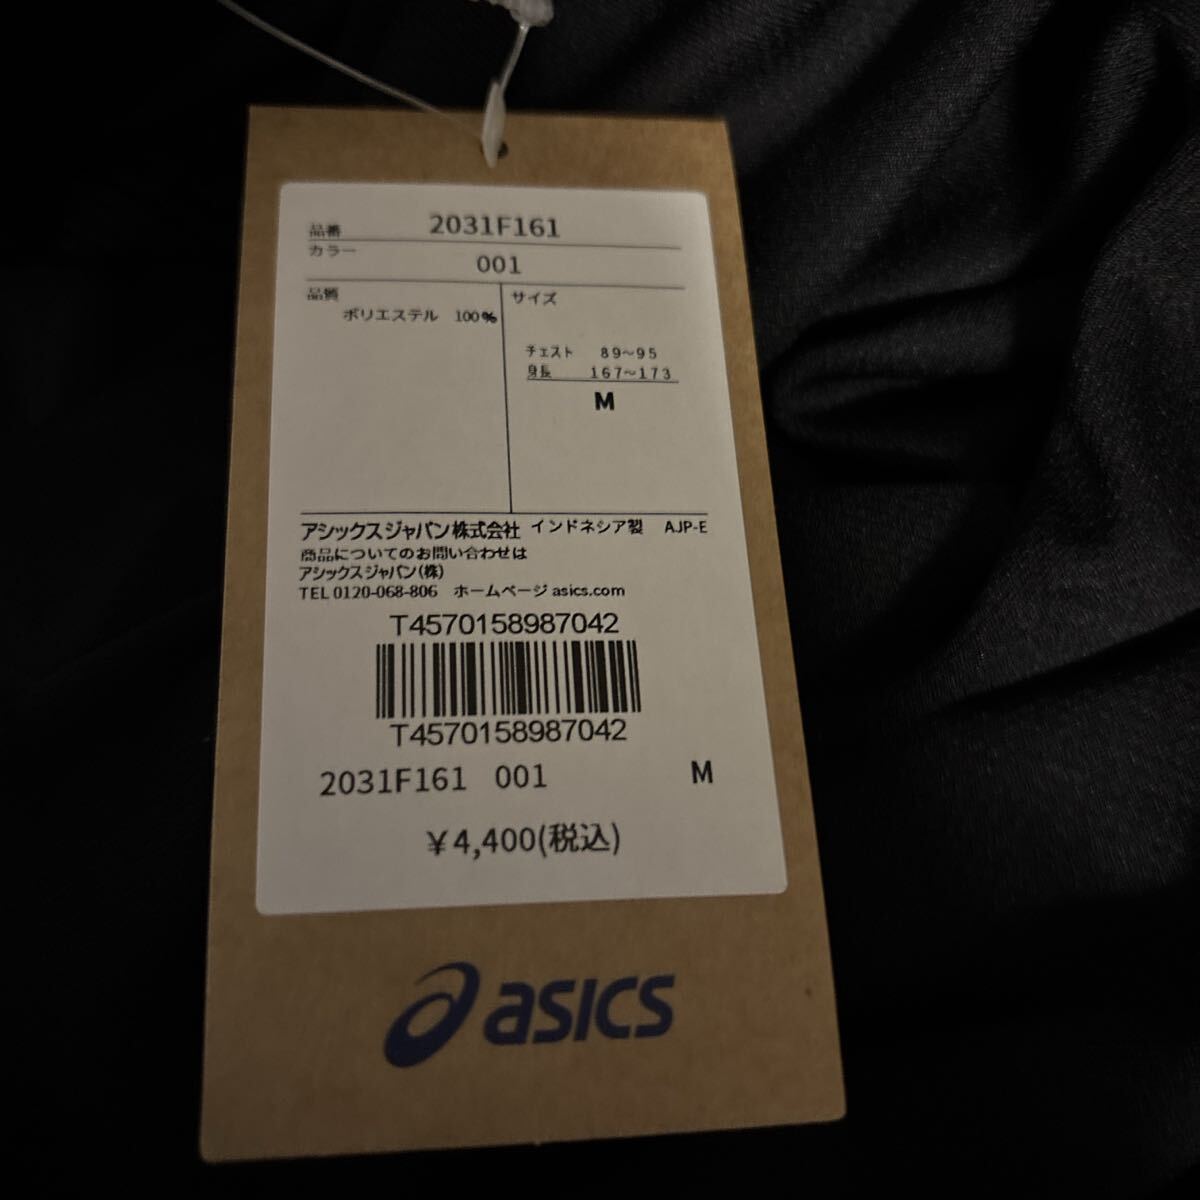 品番 2031F161
カラー
001
品質
ポリエステル 100%
サイズ
チェスト 89~95
身長 167~173
M
アシックスジャパン株式会社 インドネシア製 AJP-E
商品についてのお問い合わせは
アシックスジャパン(株)
TEL 0120-068-806 ホームページ asics.com
T4570158987042
T4570158987042
2031F161 001 M
¥4,400(税込)
asics